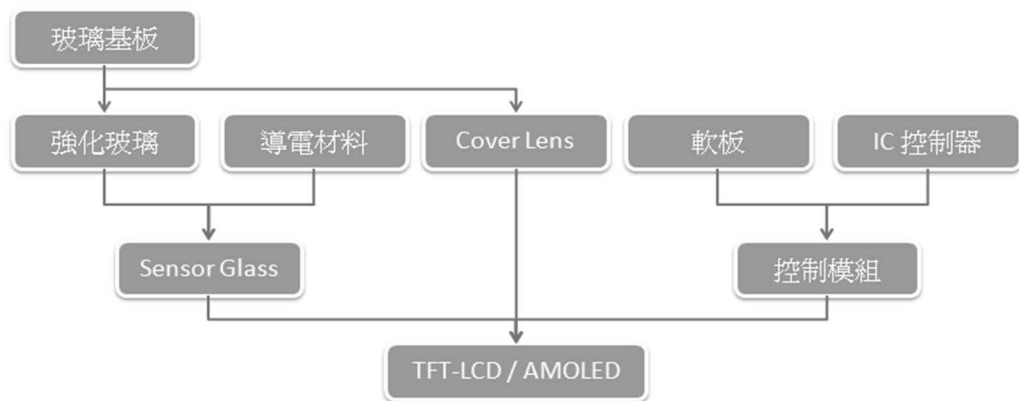 玻璃基板
強化玻璃
導電材料
Cover Lens
軟板
IC 控制器
Sensor Glass
控制模組
TFT-LCD / AMOLED